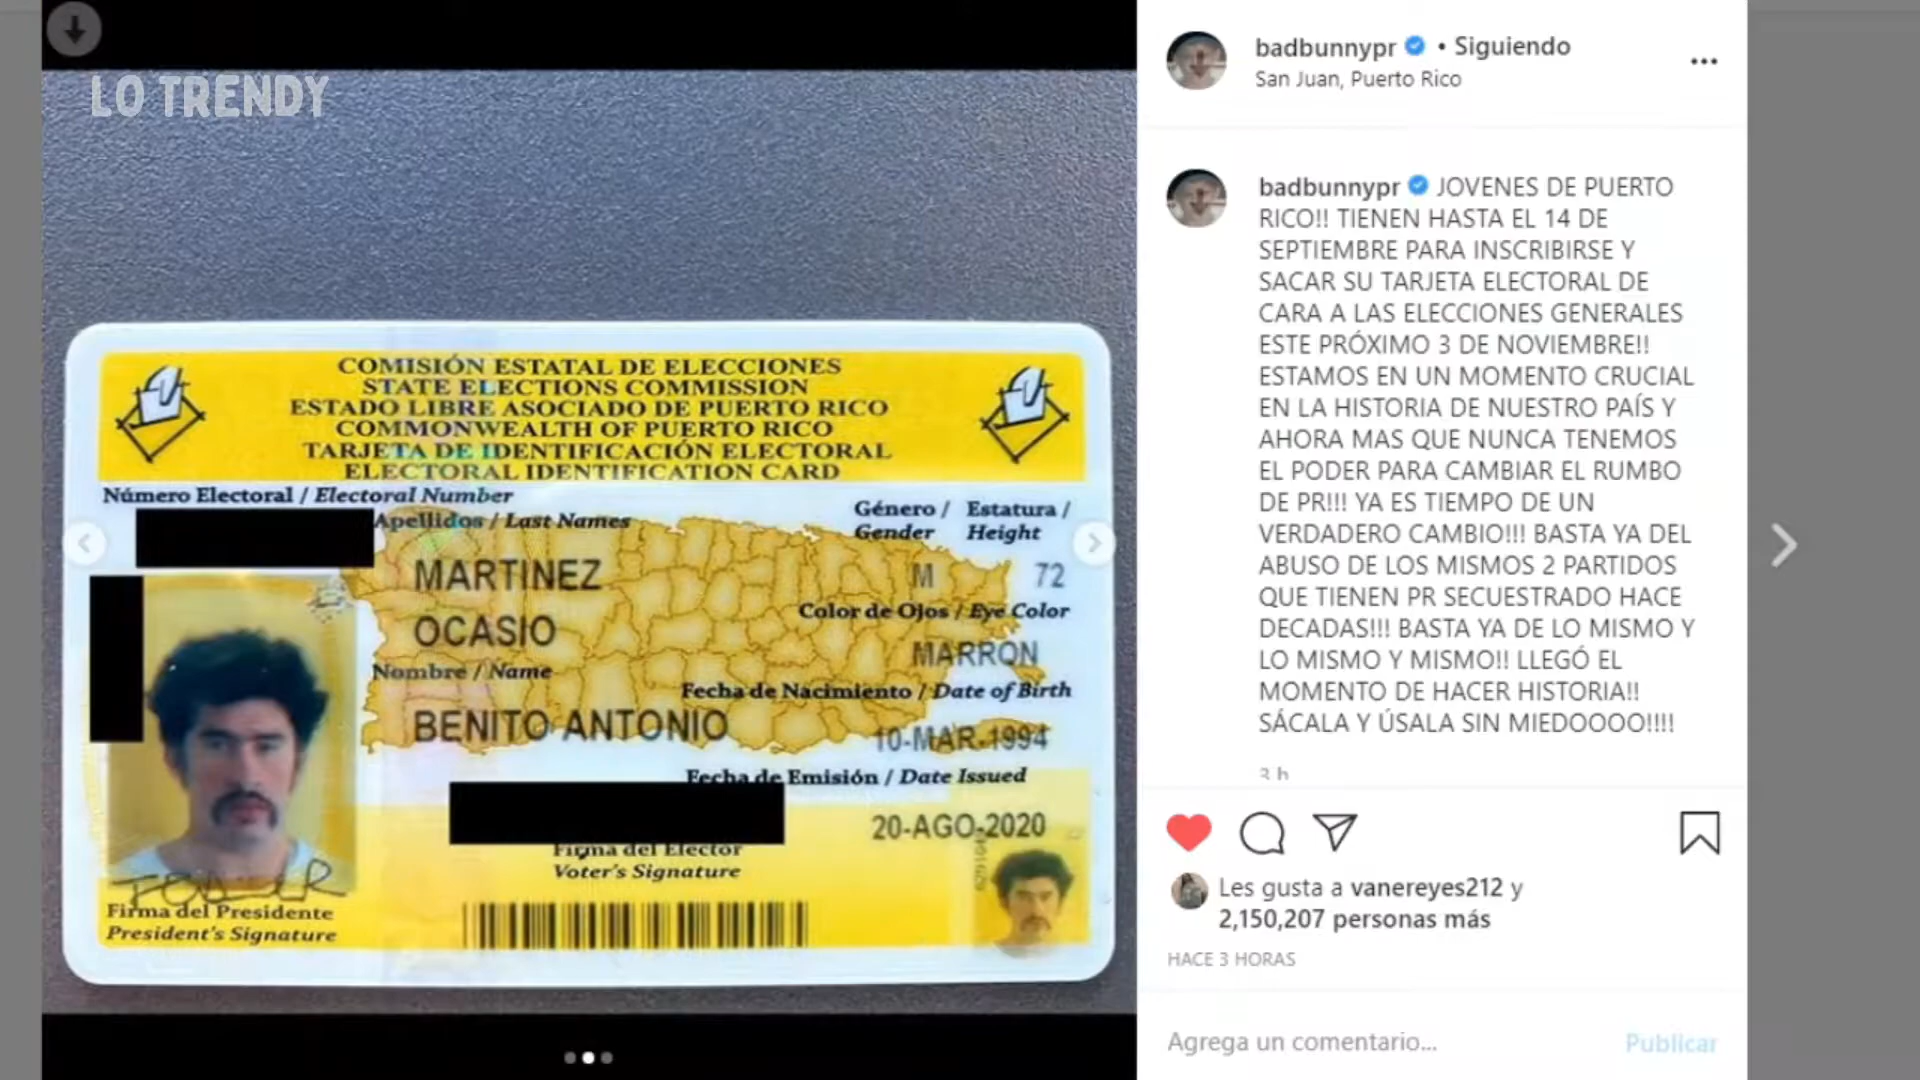 LO TRENDY
COMISIÓN ESTATAL DE ELECCIONES
STATE ELECTIONS COMMISSION
ESTADO LIBRE ASOCIADO DE PUERTO RICO
COMMONWEALTH OF PUERTO RICO
TARJETA DE IDENTIFICACIÓN ELECTORAL
ELECTORAL IDENTIFICATION CARD
Número Electoral / Electoral Number
Apellidos / Last Names
Género / Gender
Estatura / Height
MARTINEZ
M
72
OCASIO
Color de Ojos / Eye Color
MARRON
Nombre / Name
Fecha de Nacimiento / Date of Birth
BENITO ANTONIO
10-MAR-1994
Fecha de Emisión / Date Issued
20-AGO-2020
Firma del Elector
Voter's Signature
Firma del Presidente
President's Signature
badbunnypr • Siguiendo
San Juan, Puerto Rico
badbunnypr JOVENES DE PUERTO
RICO!! TIENEN HASTA EL 14 DE
SEPTIEMBRE PARA INSCRIBIRSE Y
SACAR SU TARJETA ELECTORAL DE
CARA A LAS ELECCIONES GENERALES
ESTE PRÓXIMO 3 DE NOVIEMBRE!!
ESTAMOS EN UN MOMENTO CRUCIAL
EN LA HISTORIA DE NUESTRO PAÍS Y
AHORA MAS QUE NUNCA TENEMOS
EL PODER PARA CAMBIAR EL RUMBO
DE PR!!! YA ES TIEMPO DE UN
VERDADERO CAMBIO!!! BASTA YA DEL
ABUSO DE LOS MISMOS 2 PARTIDOS
QUE TIENEN PR SECUESTRADO HACE
DECADAS!!! BASTA YA DE LO MISMO Y
LO MISMO Y MISMO!! LLEGÓ EL
MOMENTO DE HACER HISTORIA!!
SÁCALA Y ÚSALA SIN MIEDOOOO!!!!
3 h
Les gusta a vanereyes212 y
2,150,207 personas más
HACE 3 HORAS
Agrega un comentario...
Publicar